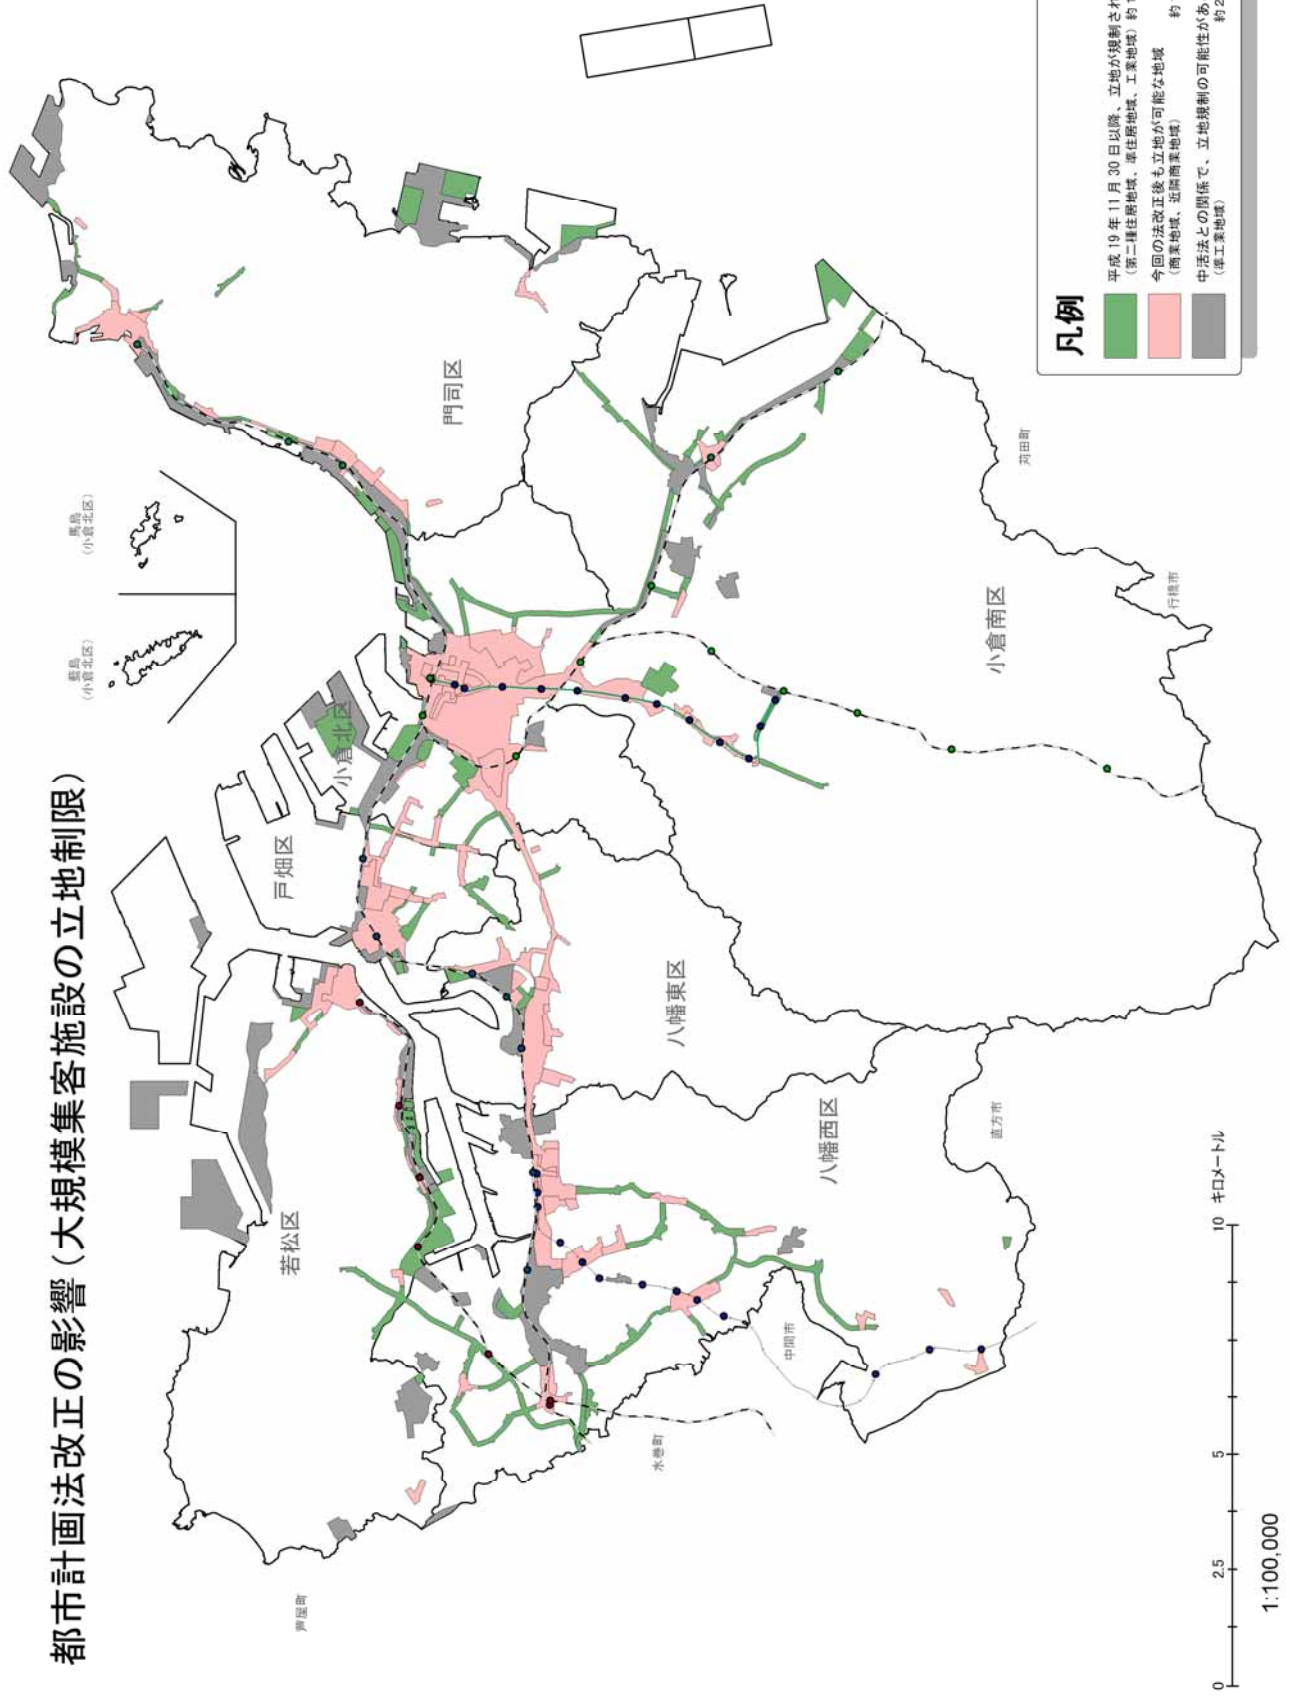 都市計画法改正の影響（大規模集客施設の立地制限）
藍島
（小倉北区）
馬島
（小倉北区）
門司区
小倉北区
戸畑区
若松区
八幡東区
小倉南区
八幡西区
芦屋町
水巻町
中間市
直方市
行橋市
苅田町
凡例
平成19年11月30日以降、立地が規制され
（第二種住居地域、準住居地域、工業地域）約1
今回の法改正後も立地が可能な地域
（商業地域、近隣商業地域） 約
中活法との関係で、立地規制の可能性があ
（準工業地域） 約2
0 2.5 5 10 キロメートル
1:100,000